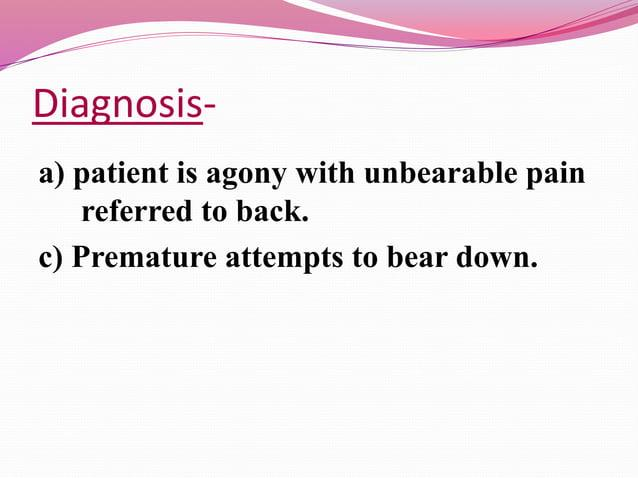 Diagnosis-
a) patient is agony with unbearable pain
referred to back.
c) Premature attempts to bear down.